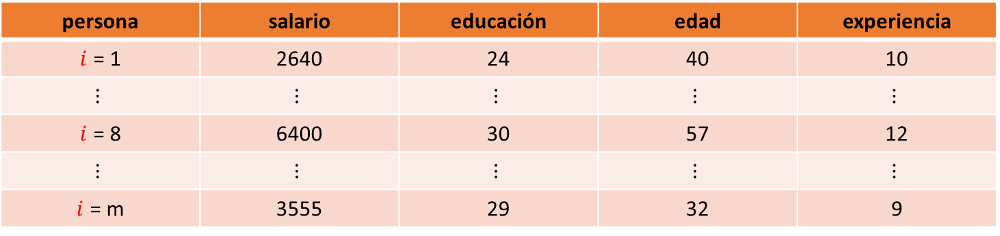 persona salario educación edad experiencia
i = 1 2640 24 40 10
⋮ ⋮ ⋮ ⋮ ⋮
i = 8 6400 30 57 12
⋮ ⋮ ⋮ ⋮ ⋮
i = m 3555 29 32 9